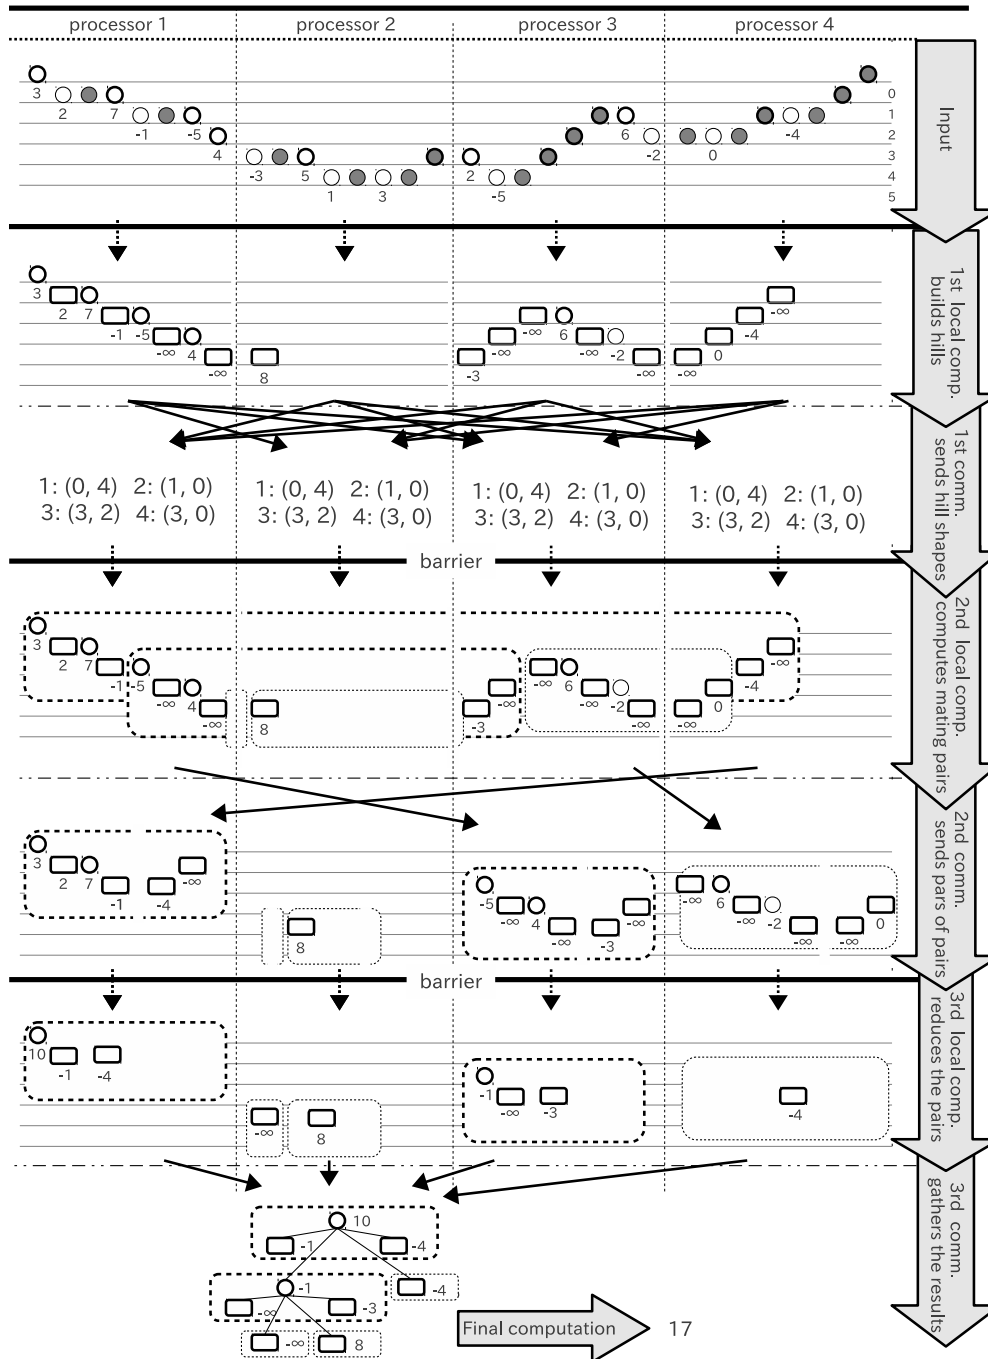 processor 1 processor 2 processor 3 processor 4
3 0
2 7 6 1
-1 -5 -4 2
4 -2 0
-3 5 2 3
1 3 -5 4
5
Input
3 -∞
2 7 -∞ 6 -4
-1 -5 -∞ -2 0
-∞ 4
-∞ 8 -3 -∞ -∞
1st local comp.
builds hills
1: (0, 4) 2: (1, 0)
3: (3, 2) 4: (3, 0)
1: (0, 4) 2: (1, 0)
3: (3, 2) 4: (3, 0)
1: (0, 4) 2: (1, 0)
3: (3, 2) 4: (3, 0)
1: (0, 4) 2: (1, 0)
3: (3, 2) 4: (3, 0)
1st comm.
sends hill shapes
barrier
3
2 7 -∞
-1 -5 -∞ 6 -4
-∞ 4 -∞ -∞ -2 0
-∞ 8 -3 -∞ -∞
2nd local comp.
computes mating pairs
3
2 7 -∞
-1 -4
8
-5 -∞ 4 -∞ -3 -∞
-∞ 6 -∞ -2 -∞ -∞ 0
2nd comm.
sends pars of pairs
barrier
10 -1 -4
-∞ 8
-1 -∞ -3
-4
3rd local comp.
reduces the pairs
10
-1 -4
-1 -4
-∞ -3
-∞ 8
3rd comm.
gathers the results
Final computation 17